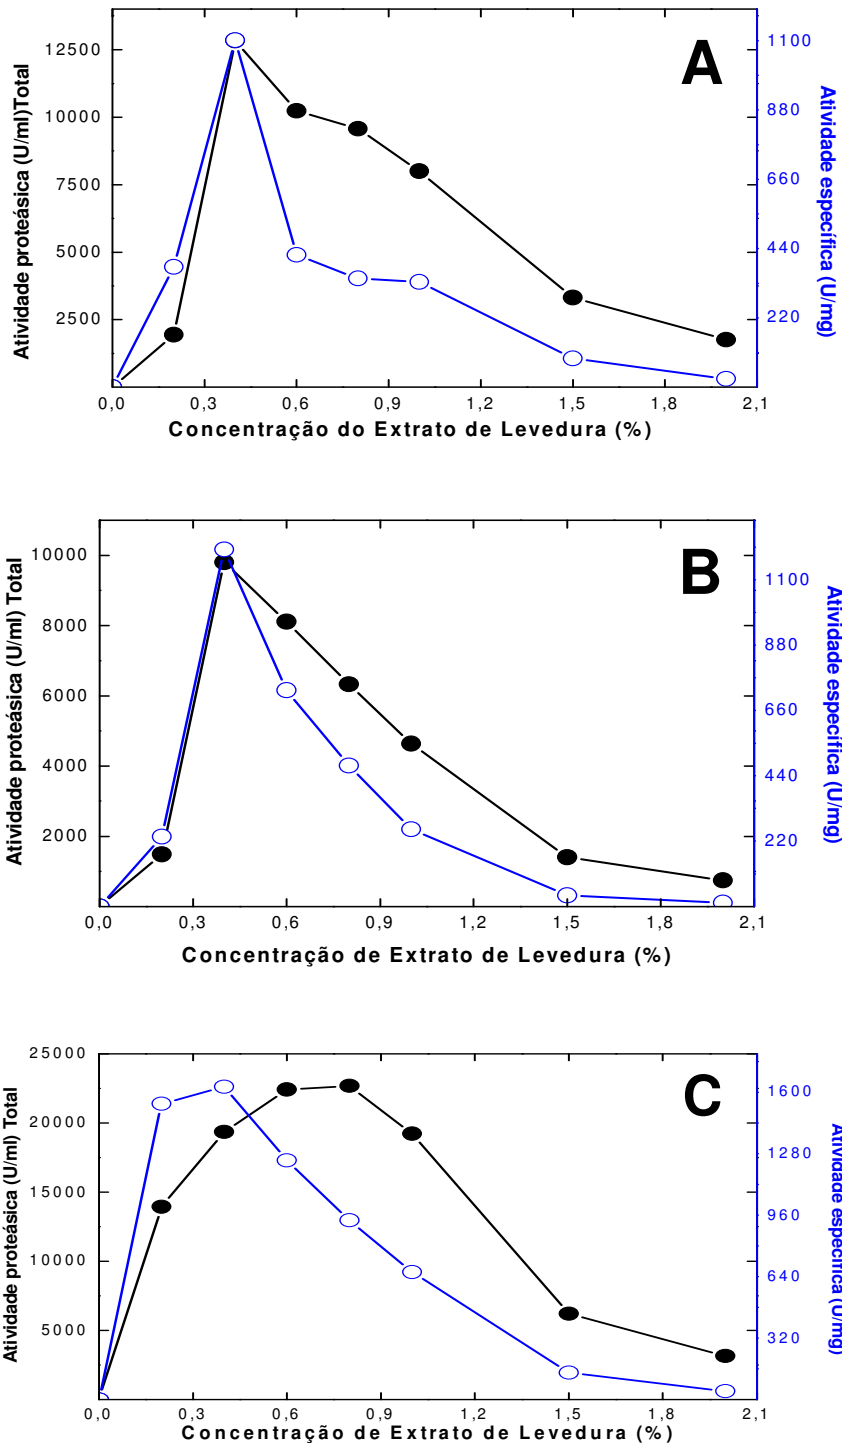 A
12500
10000
7500
5000
2500
Atividade proteásica (U/ml)Total
1100
880
660
440
220
Atividade específica (U/mg)
0,0 0,3 0,6 0,9 1,2 1,5 1,8 2,1
Concentração do Extrato de Levedura (%)
B
10000
8000
6000
4000
2000
Atividade proteásica (U/ml) Total
1100
880
660
440
220
Atividade específica (U/mg)
0,0 0,3 0,6 0,9 1,2 1,5 1,8 2,1
Concentração de Extrato de Levedura (%)
C
25000
20000
15000
10000
5000
Atividade proteásica (U/ml) Total
1600
1280
960
640
320
Atividade específica (U/mg)
0,0 0,3 0,6 0,9 1,2 1,5 1,8 2,1
Concentração de Extrato de Levedura (%)